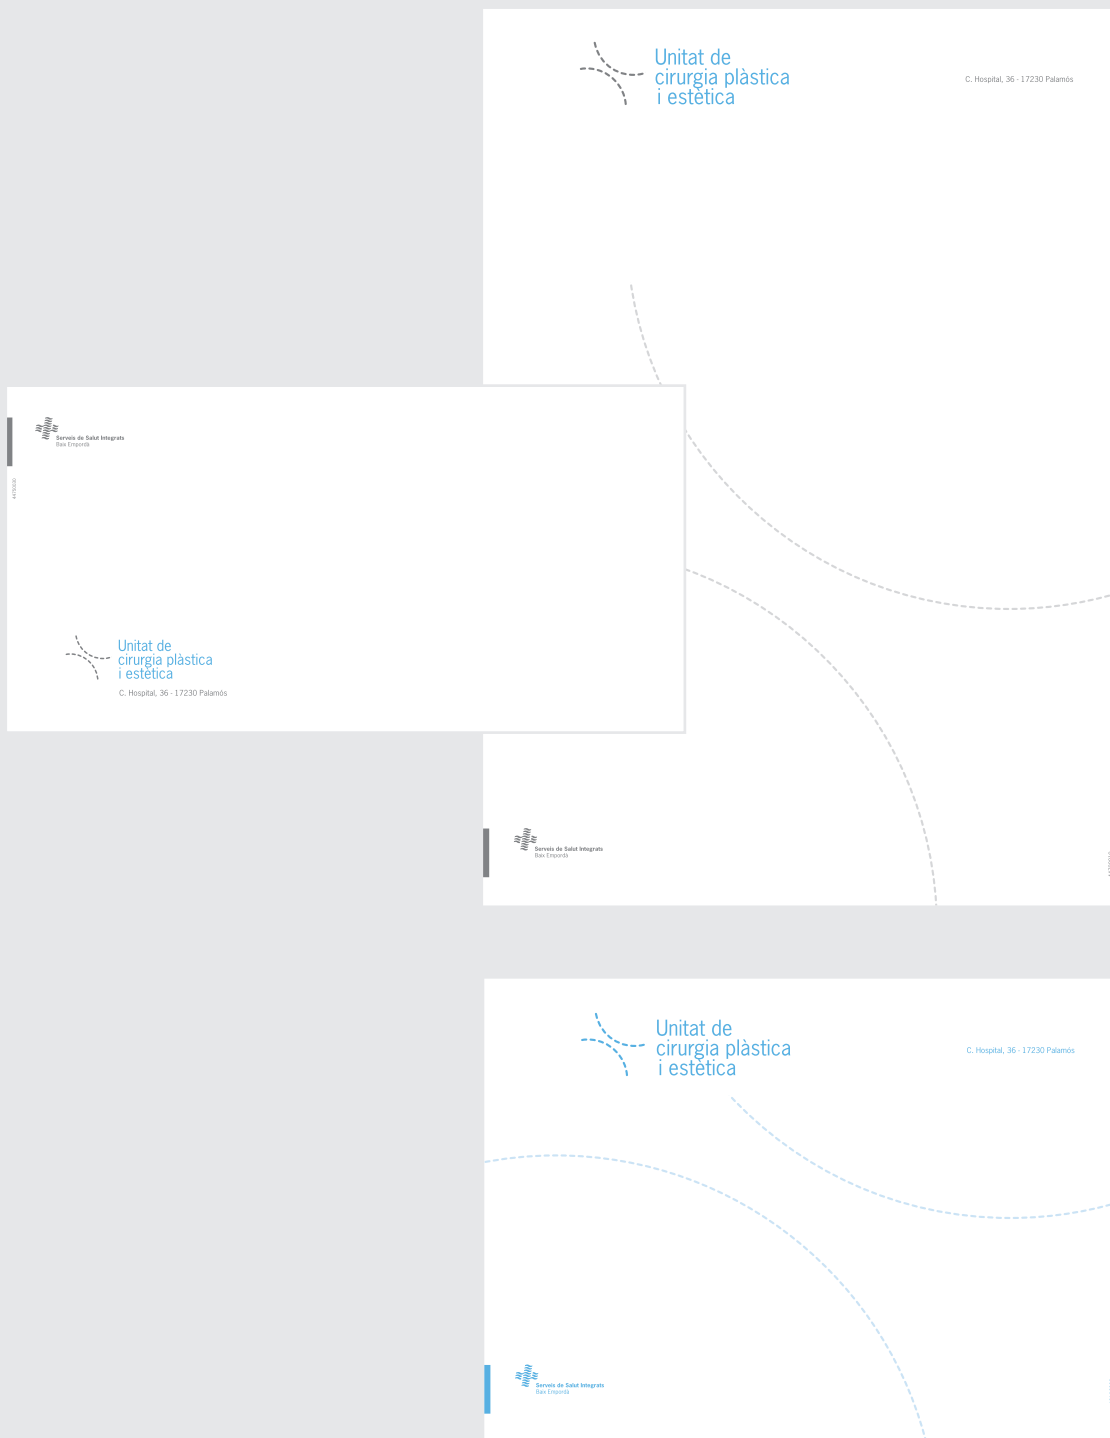 Unitat de
cirurgia plàstica
i estètica
C. Hospital, 36 - 17230 Palamós
Serveis de Salut Integrats
Baix Empordà
Unitat de
cirurgia plàstica
i estètica
C. Hospital, 36 - 17230 Palamós
Serveis de Salut Integrats
Baix Empordà
Unitat de
cirurgia plàstica
i estètica
C. Hospital, 36 - 17230 Palamós
Serveis de Salut Integrats
Baix Empordà